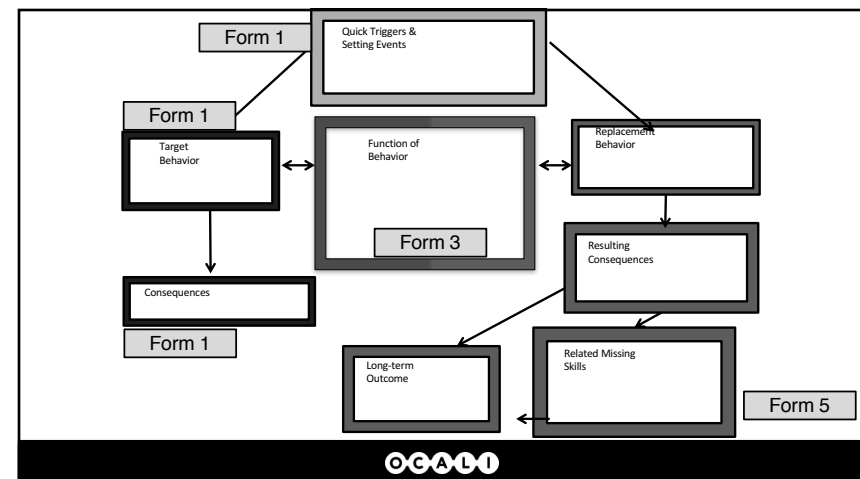 Form 1
Quick Triggers &
Setting Events
Form 1
Target
Behavior
Function of
Behavior
Form 3
Replacement
Behavior
Consequences
Form 1
Resulting
Consequences
Long-term
Outcome
Related Missing
Skills
Form 5
OCALI